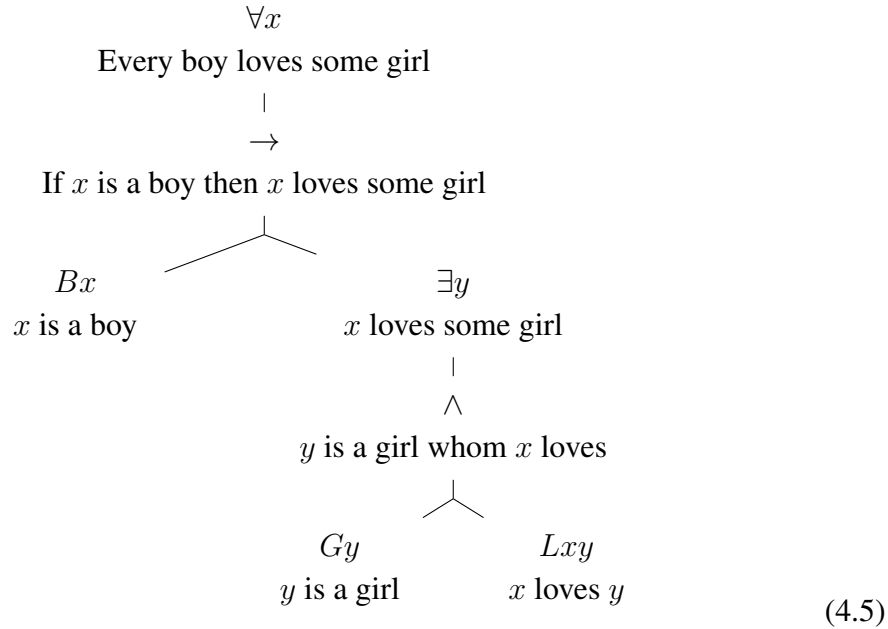 ∀x
Every boy loves some girl
→
If x is a boy then x loves some girl
Bx ∃y
x is a boy x loves some girl
∧
y is a girl whom x loves
Gy Lxy
y is a girl x loves y
(4.5)